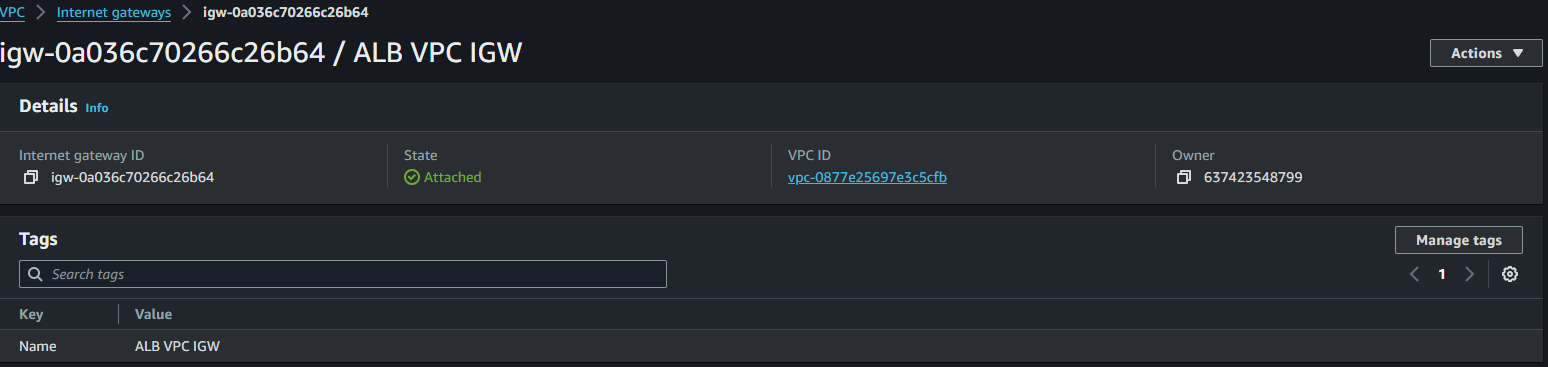 VPC > Internet gateways > igw-0a036c70266c26b64
igw-0a036c70266c26b64 / ALB VPC IGW
Actions
Details Info
Internet gateway ID
igw-0a036c70266c26b64
State
Attached
VPC ID
vpc-0877e25697e3c5cfb
Owner
637423548799
Tags
Manage tags
Search tags
1
Key Value
Name ALB VPC IGW